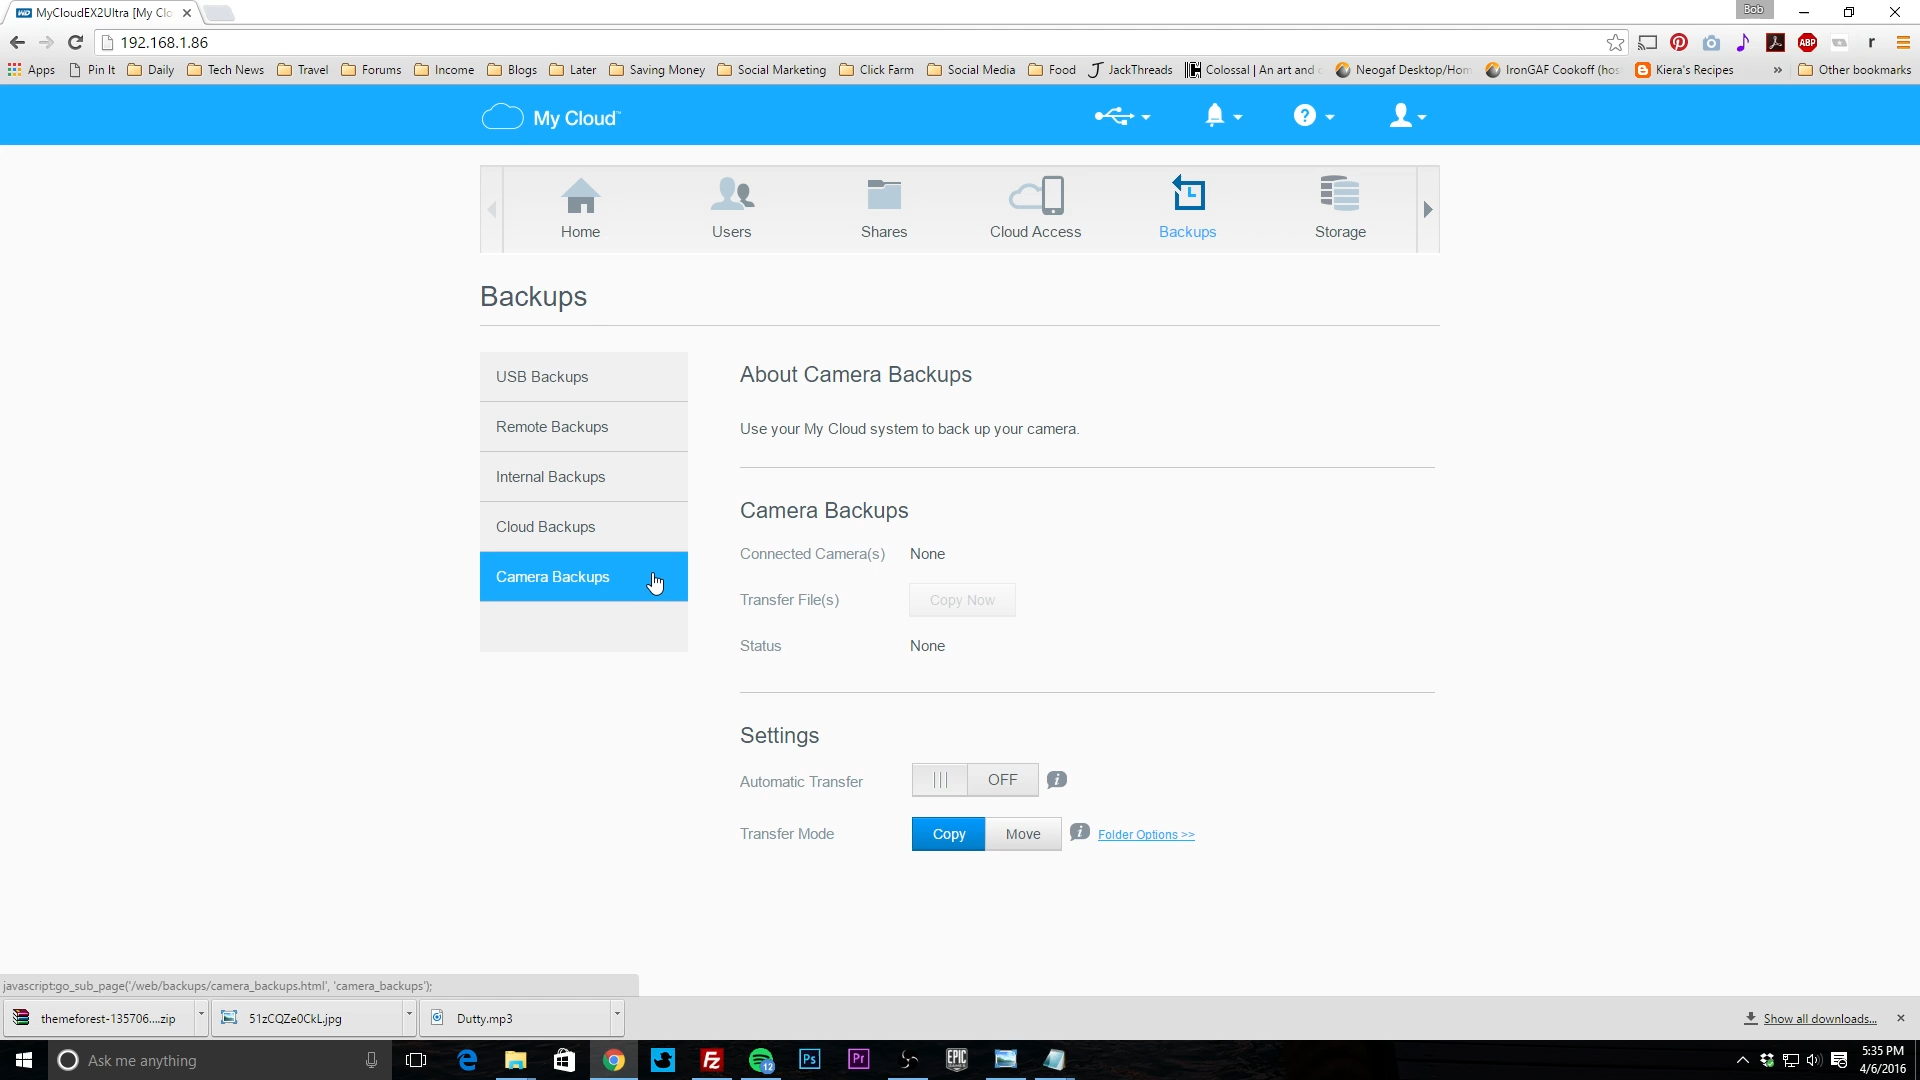 WD MyCloudEX2Ultra [My Clo
Bob
192.168.1.86
ABP
r
Apps Pin It Daily Tech News Travel Forums Income Blogs Later Saving Money Social Marketing Click Farm Social Media Food JackThreads Colossal | An art and Neogaf Desktop/Hom IronGAF Cookoff (hos Kiera's Recipes » Other bookmarks
My Cloud
?
Home Users Shares Cloud Access Backups Storage
Backups
USB Backups
Remote Backups
Internal Backups
Cloud Backups
Camera Backups
About Camera Backups
Use your My Cloud system to back up your camera.
Camera Backups
Connected Camera(s) None
Transfer File(s) Copy Now
Status None
Settings
Automatic Transfer OFF i
Transfer Mode Copy Move i Folder Options >>
javascript:go_sub_page('/web/backups/camera_backups.html', 'camera_backups');
themeforest-135706....zip 51zCQZe0CkL.jpg Dutty.mp3 Show all downloads...
Ask me anything
12
Ps
Pr
EPIC
5:35 PM
4/6/2016